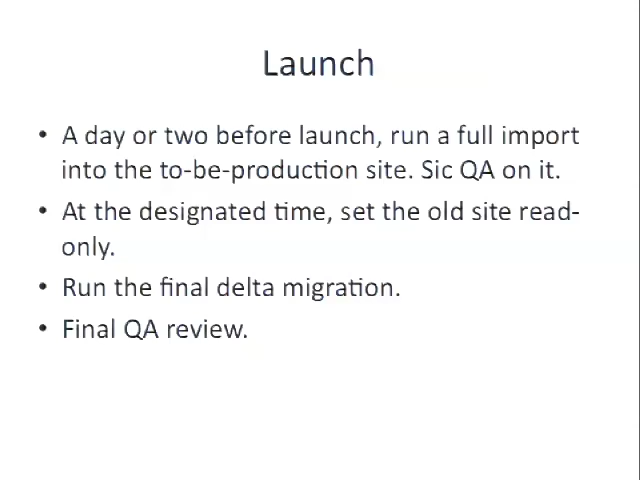 Launch
• A day or two before launch, run a full import
into the to-be-production site. Sic QA on it.
• At the designated time, set the old site read-
only.
• Run the final delta migration.
• Final QA review.